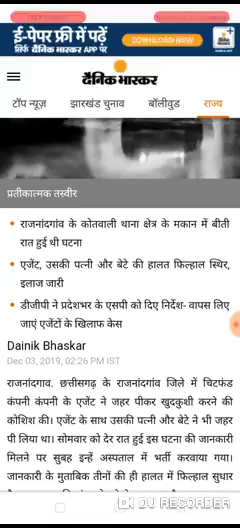 ई-पेपर फ्री में पढ़ें
सिर्फ दैनिक भास्कर APP पर
DOWNLOAD NOW
दैनिक भास्कर
टॉप न्यूज़ झारखंड चुनाव बॉलीवुड राज्य
प्रतीकात्मक तस्वीर
राजनांदगांव के कोतवाली थाना क्षेत्र के मकान में बीती
रात हुई थी घटना
एजेंट, उसकी पत्नी और बेटे की हालत फिल्हाल स्थिर,
इलाज जारी
डीजीपी ने प्रदेशभर के एसपी को दिए निर्देश- वापस लिए
जाएं एजेंटों के खिलाफ केस
Dainik Bhaskar
Dec 03, 2019, 02:26 PM IST
राजनांदगाव. छत्तीसगढ़ के राजनांदगांव जिले में चिटफंड
कंपनी कंपनी के एजेंट ने जहर पीकर खुदकुशी करने की
कोशिश की। एजेंट के साथ उसकी पत्नी और बेटे ने भी जहर
पी लिया था। सोमवार को देर रात हुई इस घटना की जानकारी
मिलने पर सुबह इन्हें अस्पताल में भर्ती करवाया गया।
जानकारी के मुताबिक तीनों की ही हालत में फिल्हाल सुधार
DU RECORDER